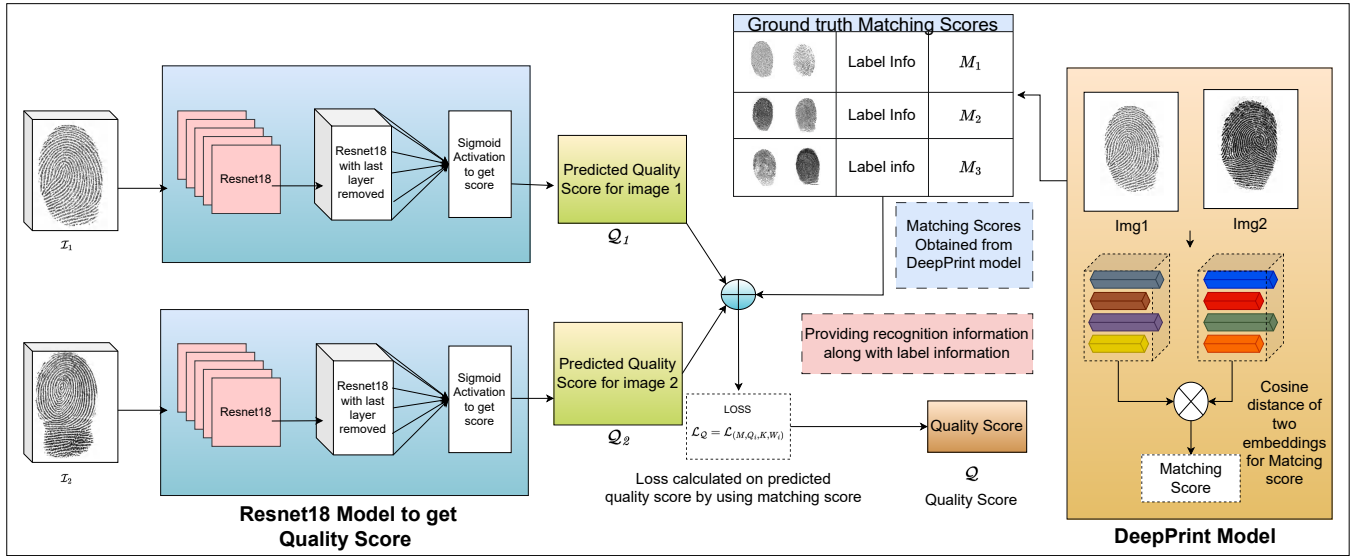 Ground truth Matching Scores
Label Info
M₁
Label Info
M₂
Label info
M₃
Matching Scores
Obtained from
DeepPrint model
Providing recognition information
along with label information
I₁
Resnet18
Resnet18
with last
layer
removed
Sigmoid
Activation
to get
score
Predicted Quality
Score for image 1
Q₁
I₂
Resnet18
Resnet18
with last
layer
removed
Sigmoid
Activation
to get
score
Predicted Quality
Score for image 2
Q₂
Resnet18 Model to get
Quality Score
LOSS
L_Q = L_(M,Q_i,K,W_i)
Loss calculated on predicted
quality score by using matching score
Quality Score
Q
Quality Score
Img1
Img2
Cosine
distance of
two
embeddings
for Matcing
score
Matching
Score
DeepPrint Model